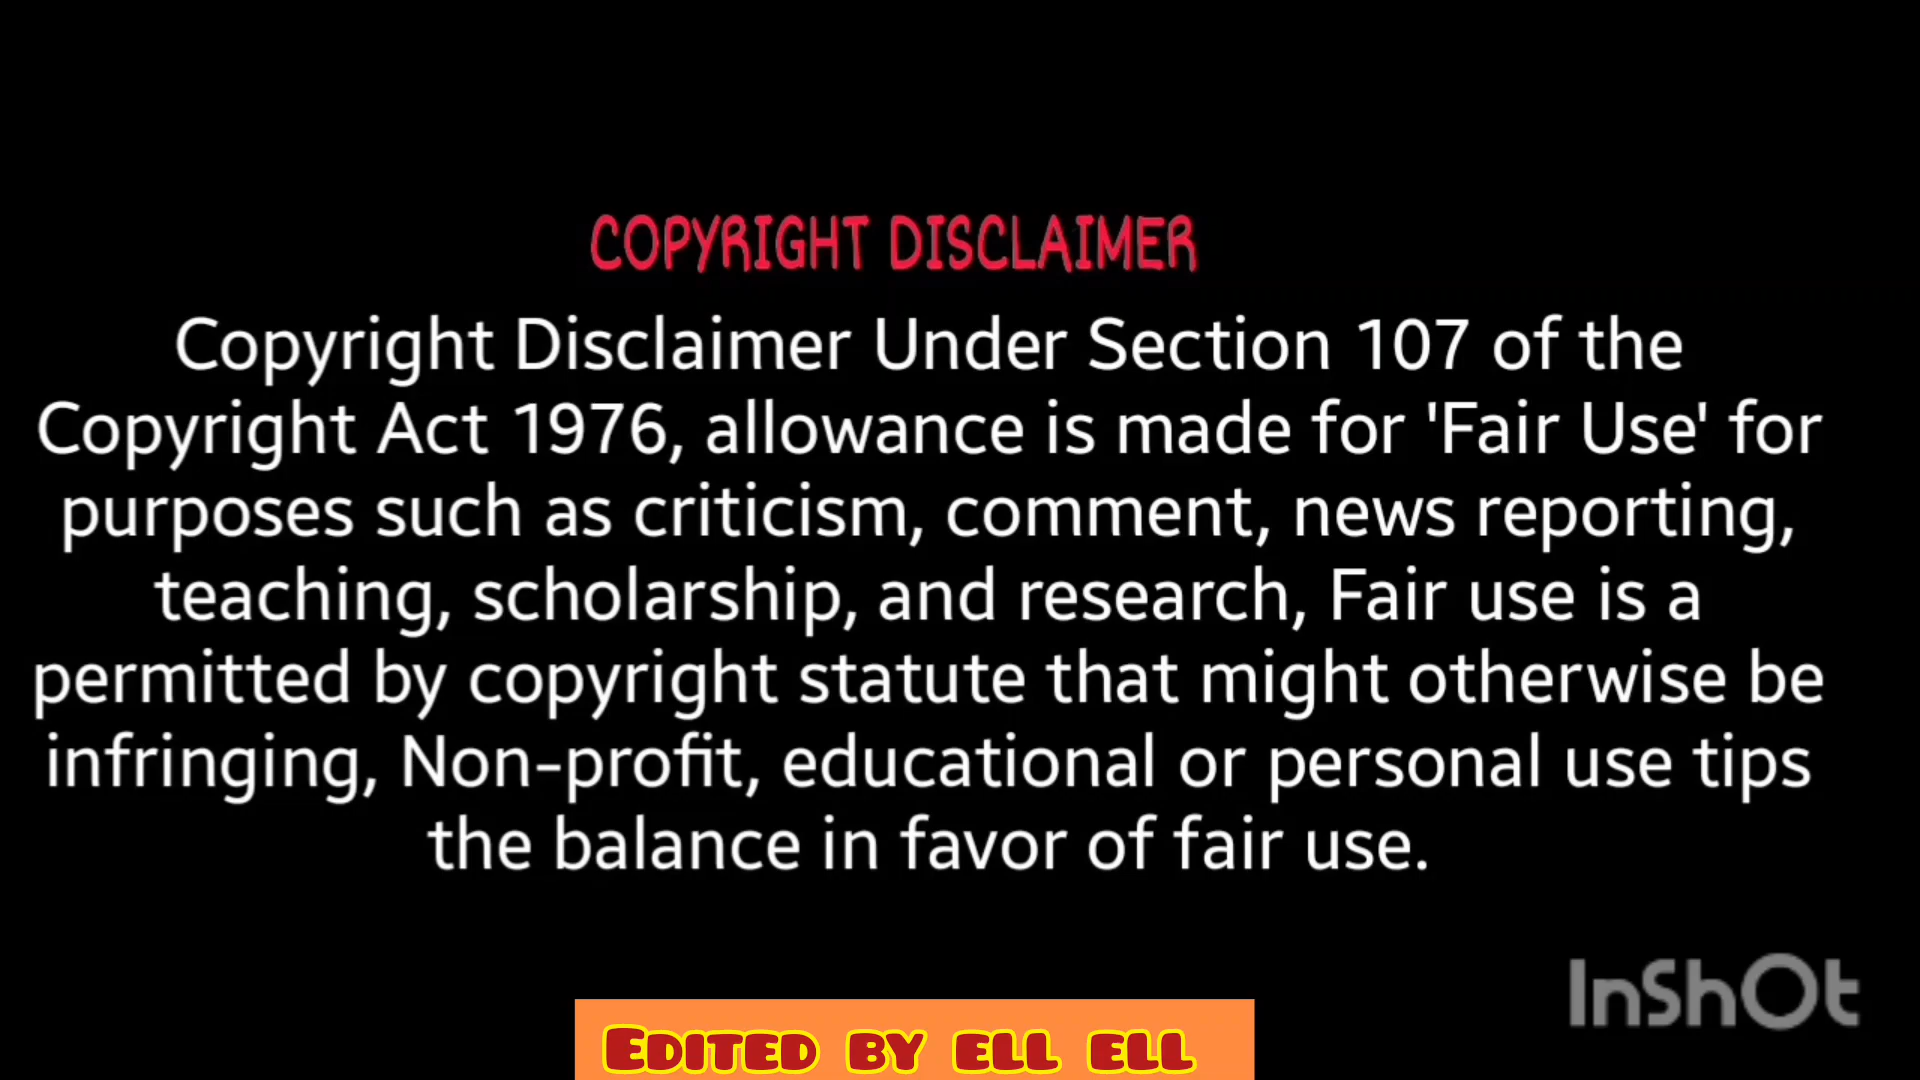 COPYRIGHT DISCLAIMER
Copyright Disclaimer Under Section 107 of the
Copyright Act 1976, allowance is made for 'Fair Use' for
purposes such as criticism, comment, news reporting,
teaching, scholarship, and research, Fair use is a
permitted by copyright statute that might otherwise be
infringing, Non-profit, educational or personal use tips
the balance in favor of fair use.
InShOt
EDITED BY ELL ELL